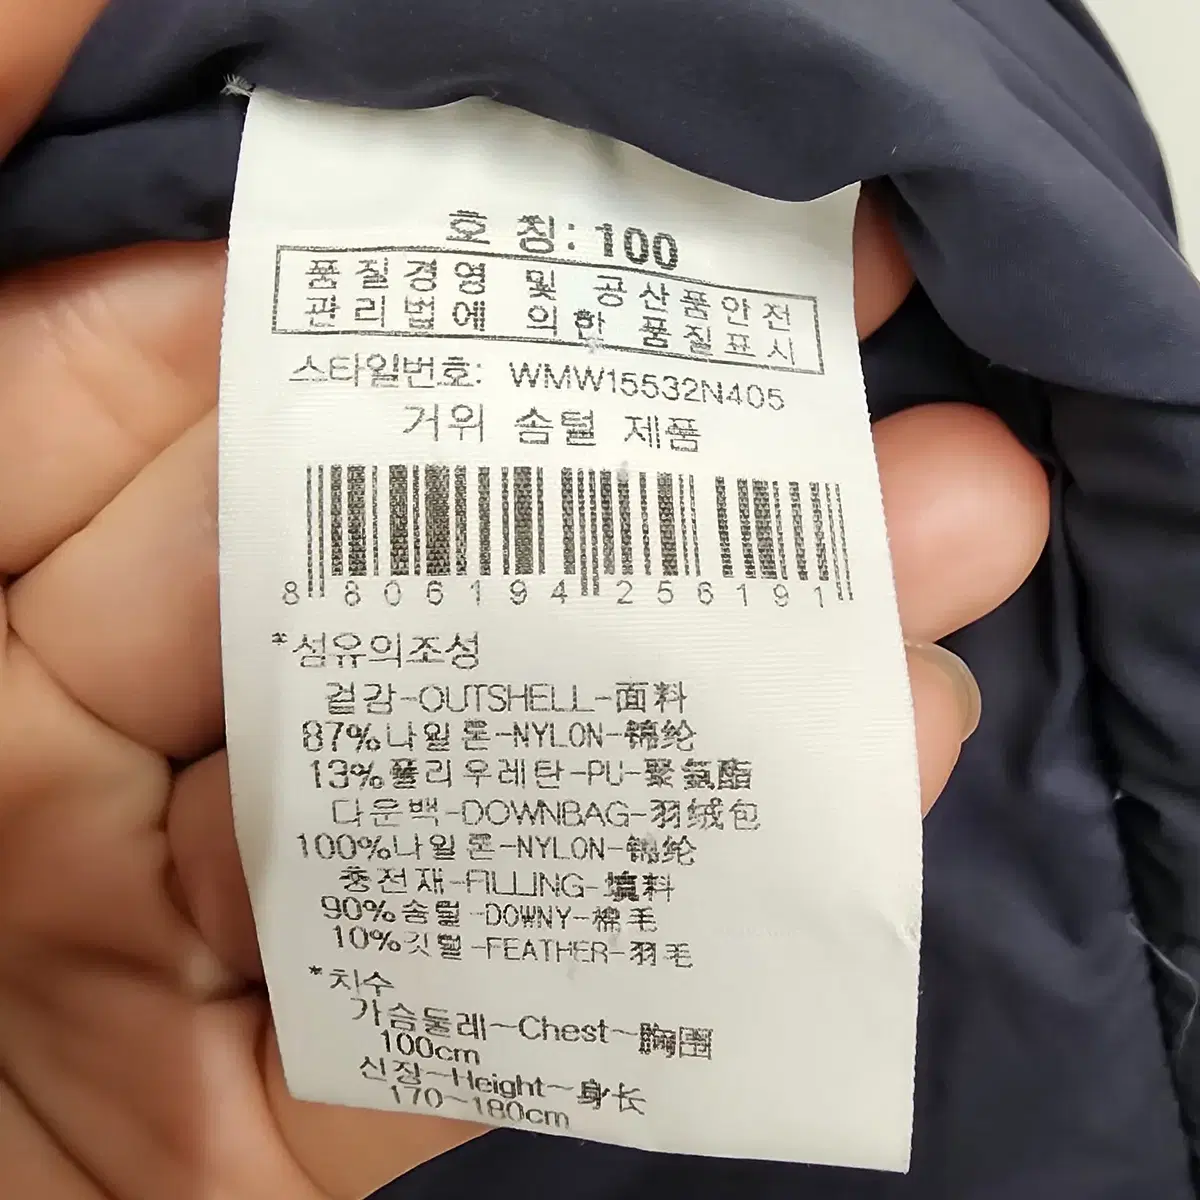 호 칭: 100
품질경영 및 공산품안전
관리법에 의한 품질표시
스타일번호: WMW15532N405
거위 솜털 제품
8 806194 256191
*섬유의조성
겉감-OUTSHELL-面料
87%나일론-NYLON-锦纶
13%폴리우레탄-PU-聚氨酯
다운백-DOWNBAG-羽绒包
100%나일론-NYLON-锦纶
충전재-FILLING-填料
90%솜털-DOWNY-棉毛
10%깃털-FEATHER-羽毛
*치수
가슴둘레~Chest~胸围
100cm
신장~Height~身长
170~180cm